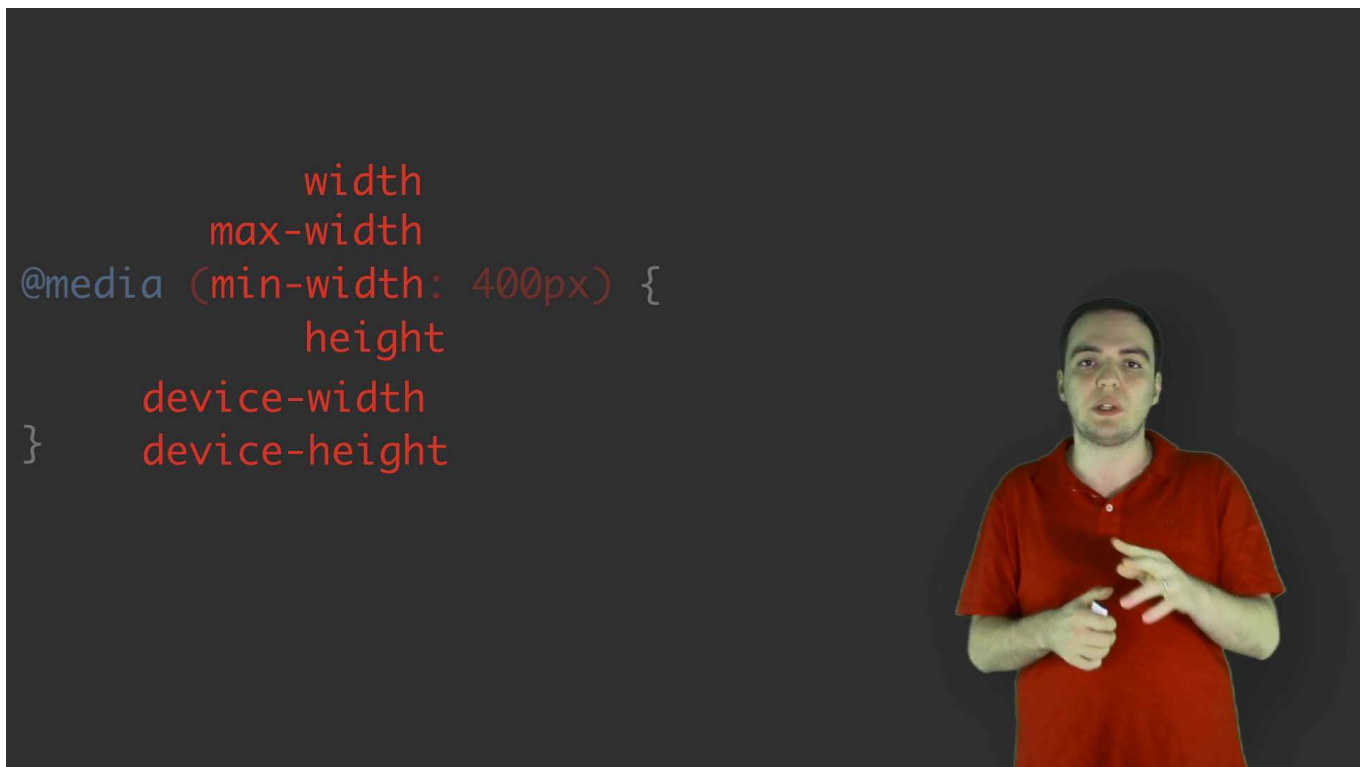 width
max-width
@media (min-width: 400px) {
height
device-width
} device-height